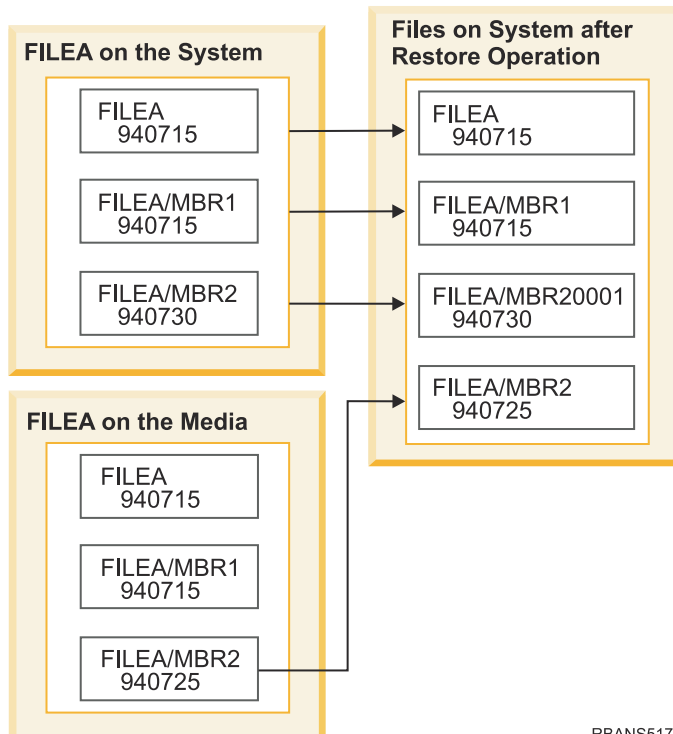 FILEA on the System
FILEA
940715
FILEA/MBR1
940715
FILEA/MBR2
940730
FILEA on the Media
FILEA
940715
FILEA/MBR1
940715
FILEA/MBR2
940725
Files on System after
Restore Operation
FILEA
940715
FILEA/MBR1
940715
FILEA/MBR20001
940730
FILEA/MBR2
940725
RBANS517